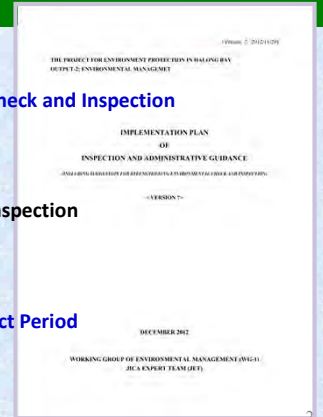 THE PROJECT FOR ENVIRONMENT PROTECTION IN HALONG BAY
OUTPUT-2; ENVIRONMENTAL MANAGEMET
heck and Inspection
IMPLEMENTATION PLAN
OF
INSPECTION AND ADMINISTRATIVE GUIDANCE
<VERSION 7>
nspection
ct Period
DECEMBER 2012
WORKING GROUP OF ENVIRONMENTAL MANAGEMENT (WG-1)
JICA EXPERT TEAM (JET)